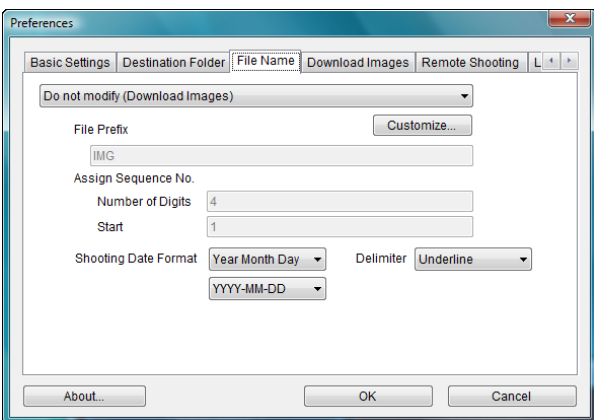 Preferences
Basic Settings Destination Folder File Name Download Images Remote Shooting L
Do not modify (Download Images)
File Prefix Customize...
IMG
Assign Sequence No.
Number of Digits 4
Start 1
Shooting Date Format Year Month Day Delimiter Underline
YYYY-MM-DD
About... OK Cancel